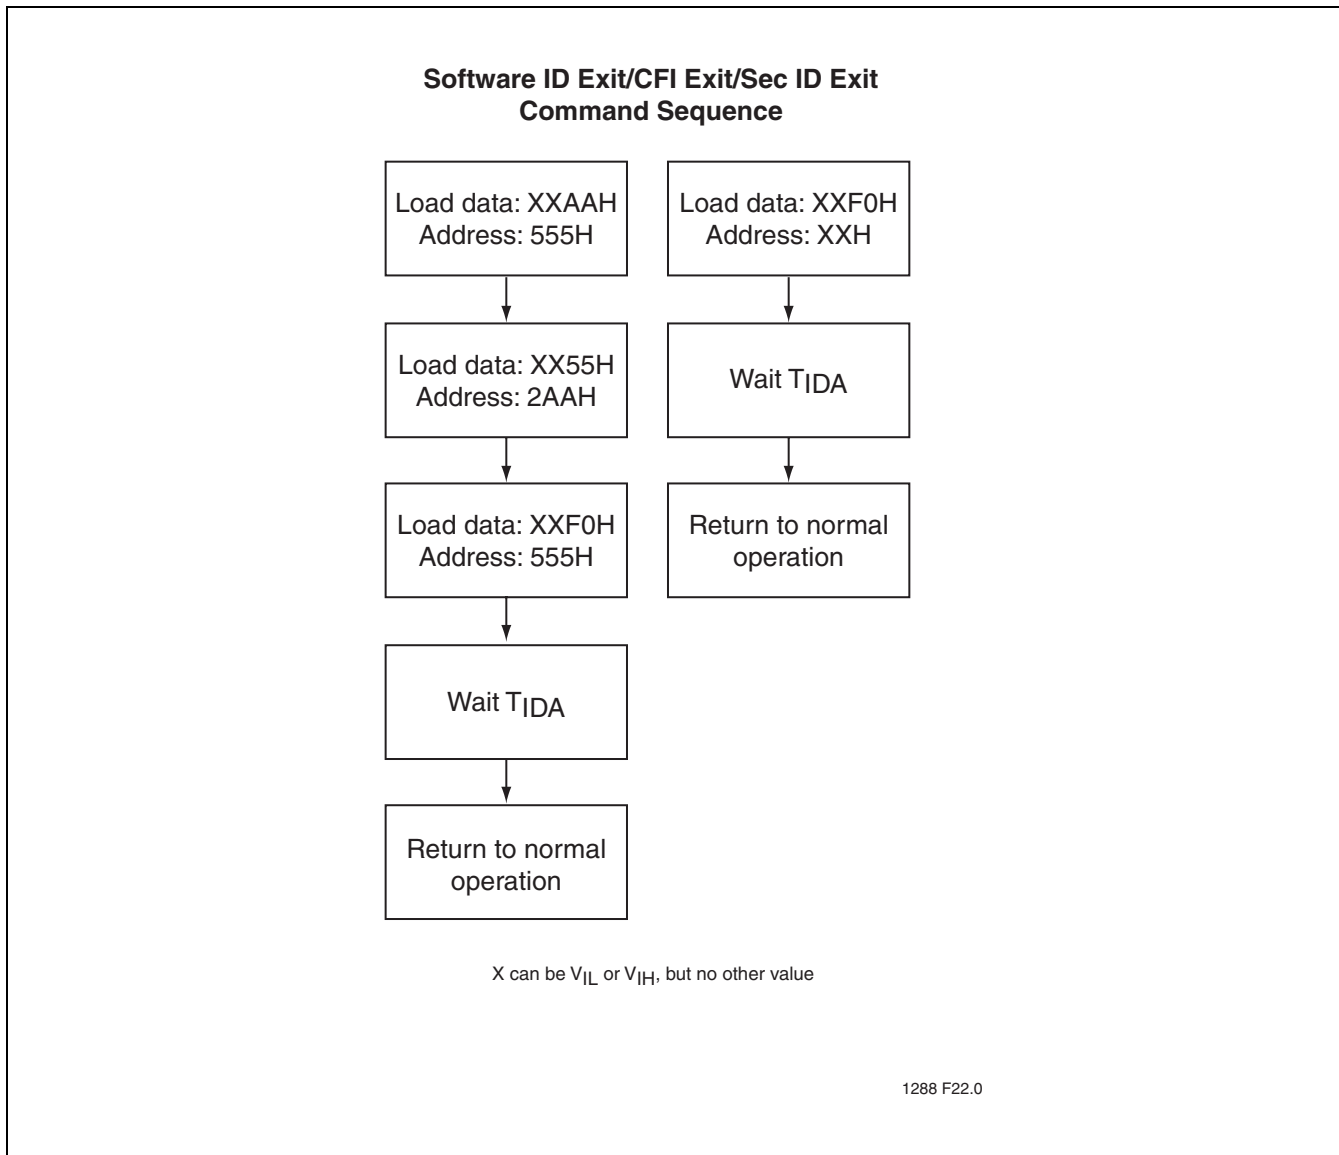 Software ID Exit/CFI Exit/Sec ID Exit
Command Sequence
Load data: XXAAH
Address: 555H
Load data: XX55H
Address: 2AAH
Load data: XXF0H
Address: 555H
Wait TIDA
Return to normal
operation
Load data: XXF0H
Address: XXH
Wait TIDA
Return to normal
operation
X can be VIL or VIH, but no other value
1288 F22.0